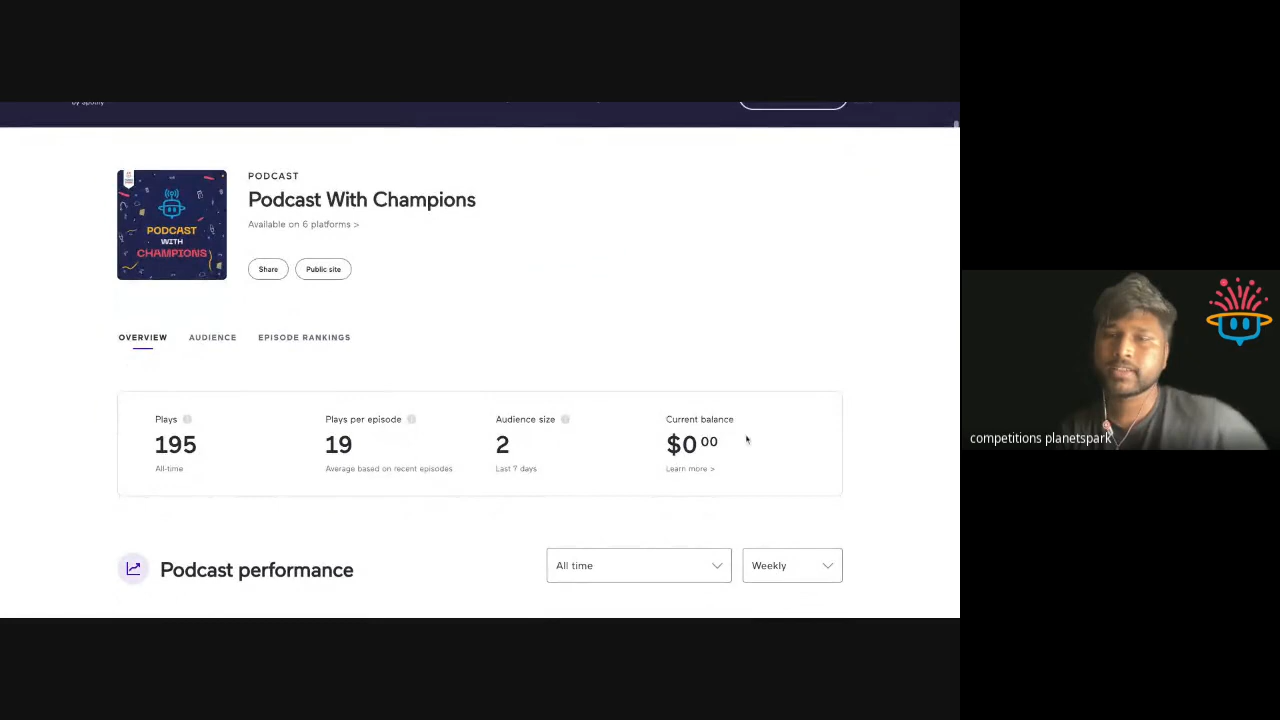 by Spotify
PODCAST
Podcast With Champions
Available on 6 platforms >
PODCAST
WITH
CHAMPIONS
Share
Public site
OVERVIEW
AUDIENCE
EPISODE RANKINGS
Plays
195
All-time
Plays per episode
19
Average based on recent episodes
Audience size
2
Last 7 days
Current balance
$0 00
Learn more >
Podcast performance
All time
Weekly
competitions planetspark